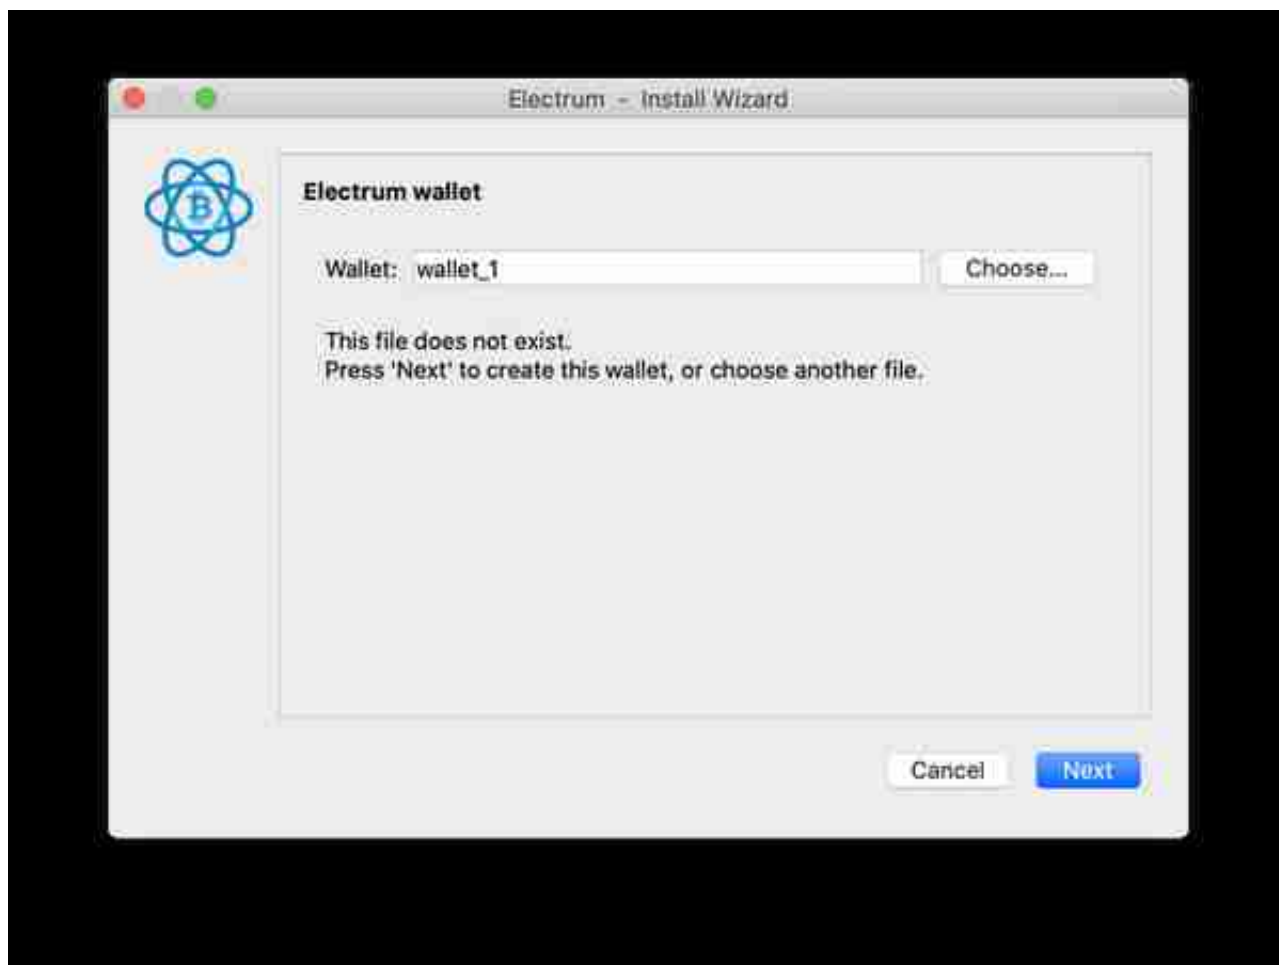 Electrum - Install Wizard
B
Electrum wallet
Wallet: wallet_1 Choose...
This file does not exist.
Press 'Next' to create this wallet, or choose another file.
Cancel Next